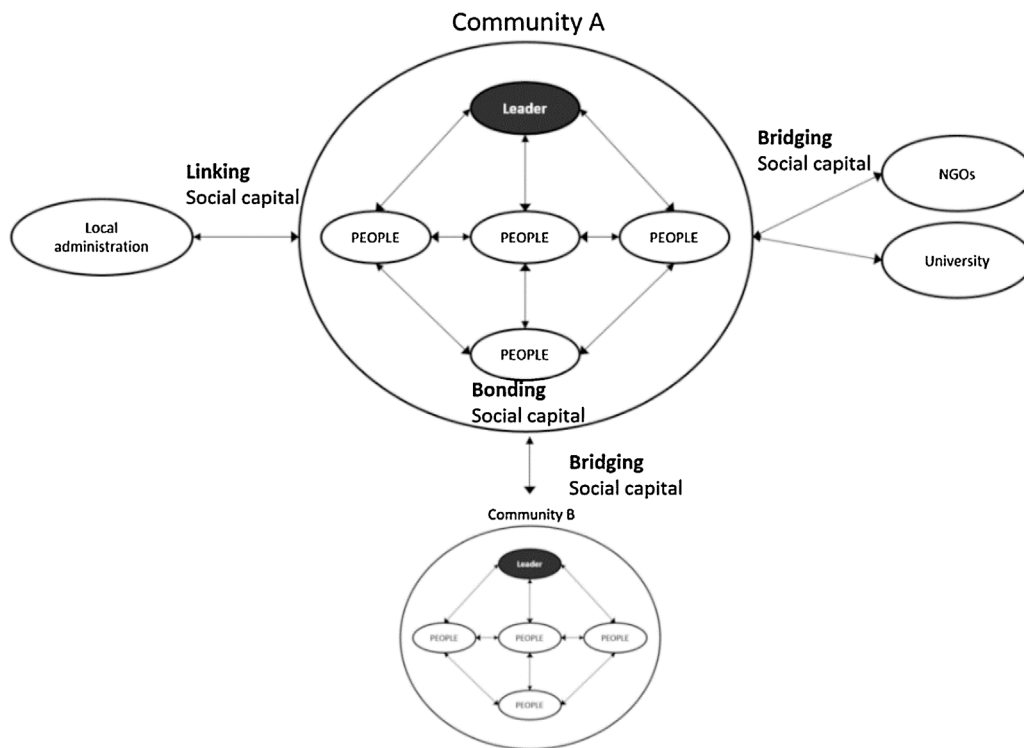 Community A
Leader
Linking
Social capital
Bridging
Social capital
NGOs
Local
administration
PEOPLE
PEOPLE
PEOPLE
University
PEOPLE
Bonding
Social capital
Bridging
Social capital
Community B
Leader
PEOPLE
PEOPLE
PEOPLE
PEOPLE